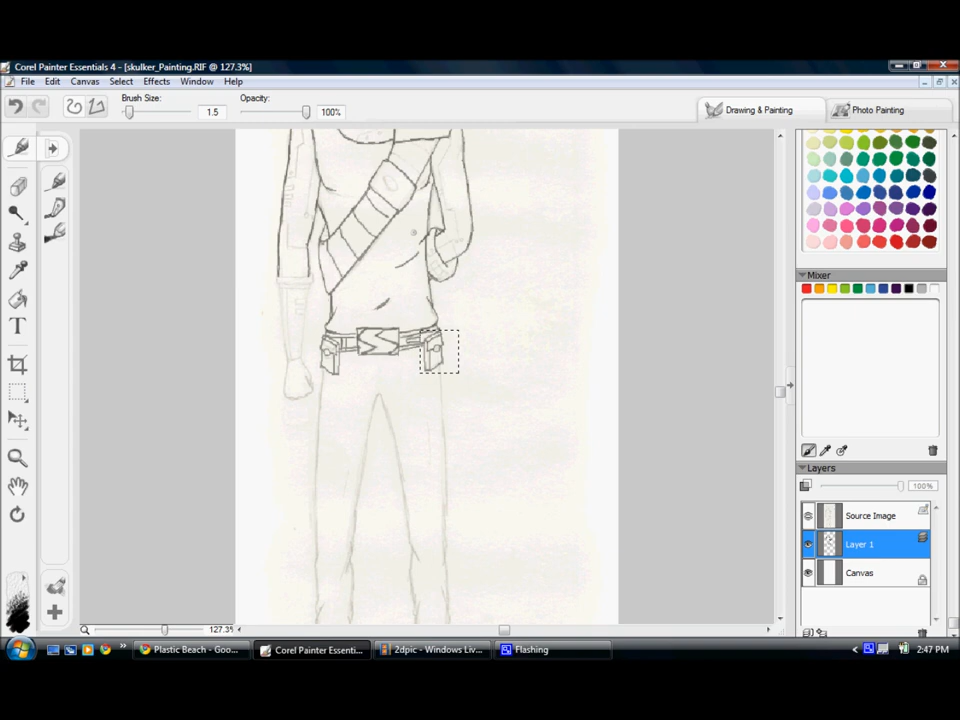 Corel Painter Essentials 4 - [skulker_Painting.RIF @ 127.3%]
File Edit Canvas Select Effects Window Help
Brush Size: 1.5 Opacity: 100%
Drawing & Painting Photo Painting
T
Mixer
Layers
100%
Source Image
Layer 1
Canvas
127.3%
Plastic Beach - Goo... Corel Painter Essenti... 2dpic - Windows Liv... Flashing 2:47 PM